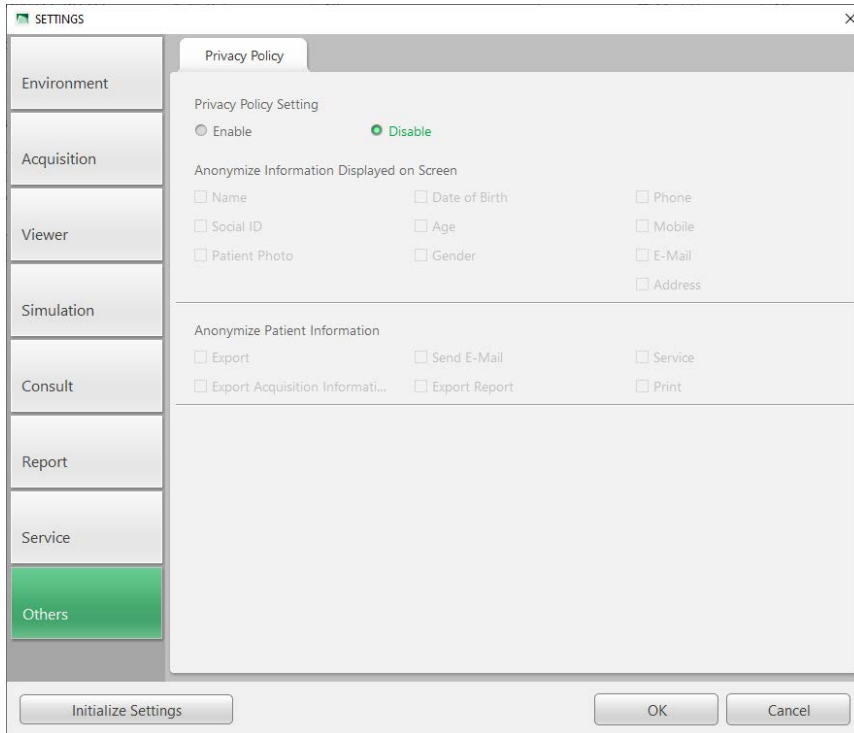 SETTINGS
Environment
Acquisition
Viewer
Simulation
Consult
Report
Service
Others
Privacy Policy
Privacy Policy Setting
Enable Disable
Anonymize Information Displayed on Screen
Name Date of Birth Phone
Social ID Age Mobile
Patient Photo Gender E-Mail
Address
Anonymize Patient Information
Export Send E-Mail Service
Export Acquisition Informati... Export Report Print
Initialize Settings OK Cancel